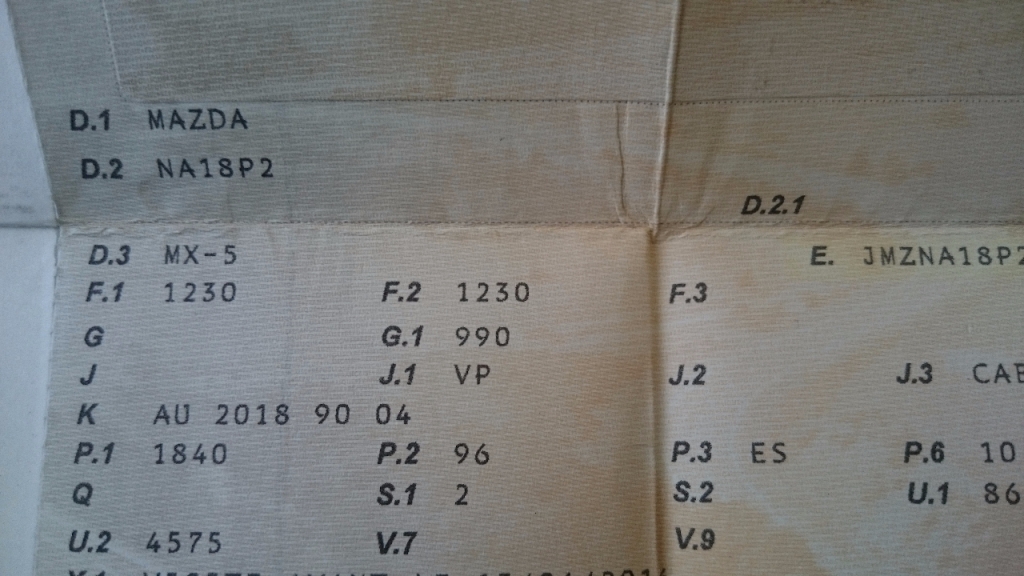 D.1 MAZDA
D.2 NA18P2
D.2.1
D.3 MX-5 E. JMZNA18P2
F.1 1230 F.2 1230 F.3
G G.1 990
J J.1 VP J.2 J.3 CAB
K AU 2018 90 04
P.1 1840 P.2 96 P.3 ES P.6 10
Q S.1 2 S.2 U.1 86
U.2 4575 V.7 V.9